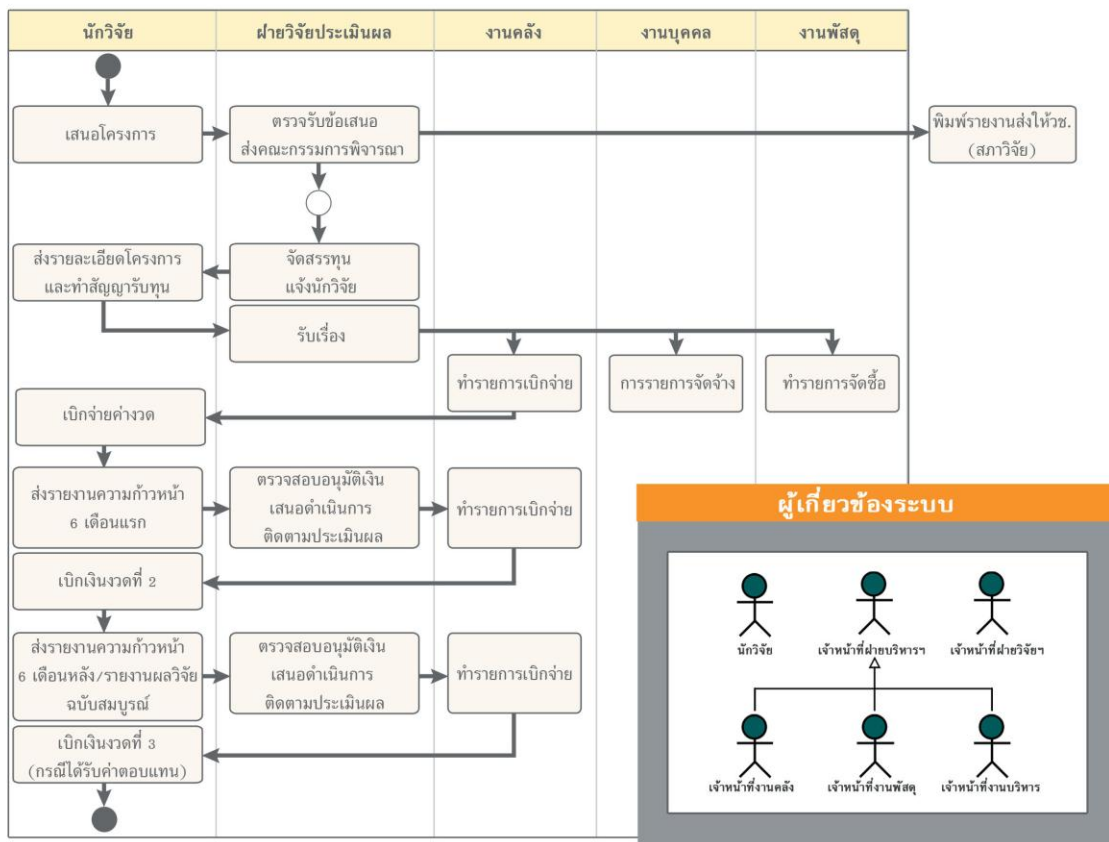 นักวิจัย
ฝ่ายวิจัยประเมินผล
งานคลัง
งานบุคคล
งานพัสดุ
เสนอโครงการ
ตรวจรับข้อเสนอ
ส่งคณะกรรมการพิจารณา
พิมพ์รายงานส่งให้วช.
(สภาวิจัย)
ส่งรายละเอียดโครงการ
และทำสัญญารับทุน
จัดสรรทุน
แจ้งนักวิจัย
รับเรื่อง
ทำรายการเบิกจ่าย
การรายการจัดจ้าง
ทำรายการจัดซื้อ
เบิกจ่ายค่างวด
ส่งรายงานความก้าวหน้า
6 เดือนแรก
ตรวจสอบอนุมัติเงิน
เสนอดำเนินการ
ติดตามประเมินผล
ทำรายการเบิกจ่าย
เบิกเงินงวดที่ 2
ส่งรายงานความก้าวหน้า
6 เดือนหลัง/รายงานผลวิจัย
ฉบับสมบูรณ์
ตรวจสอบอนุมัติเงิน
เสนอดำเนินการ
ติดตามประเมินผล
ทำรายการเบิกจ่าย
เบิกเงินงวดที่ 3
(กรณีได้รับค่าตอบแทน)
ผู้เกี่ยวข้องระบบ
นักวิจัย
เจ้าหน้าที่ฝ่ายบริหารฯ
เจ้าหน้าที่ฝ่ายวิจัยฯ
เจ้าหน้าที่งานคลัง
เจ้าหน้าที่งานพัสดุ
เจ้าหน้าที่งานบริหาร